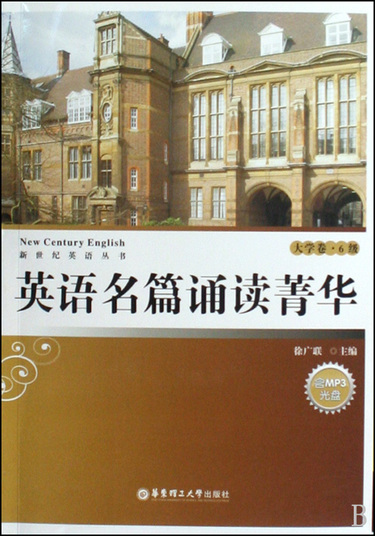 New Century English
新世纪英语丛书
大学卷·6级
英语名篇诵读菁华
徐广联 主编
含MP3
光盘
华东理工大学出版社
B